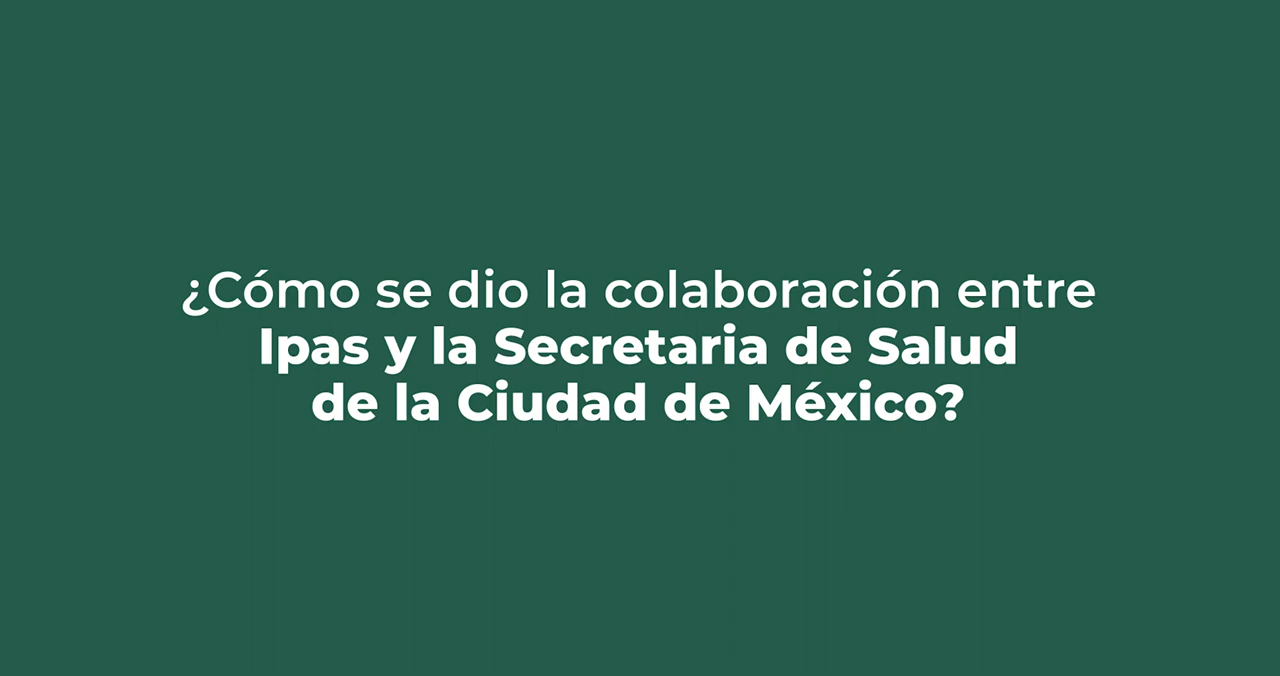 ¿Cómo se dio la colaboración entre
Ipas y la Secretaria de Salud
de la Ciudad de México?